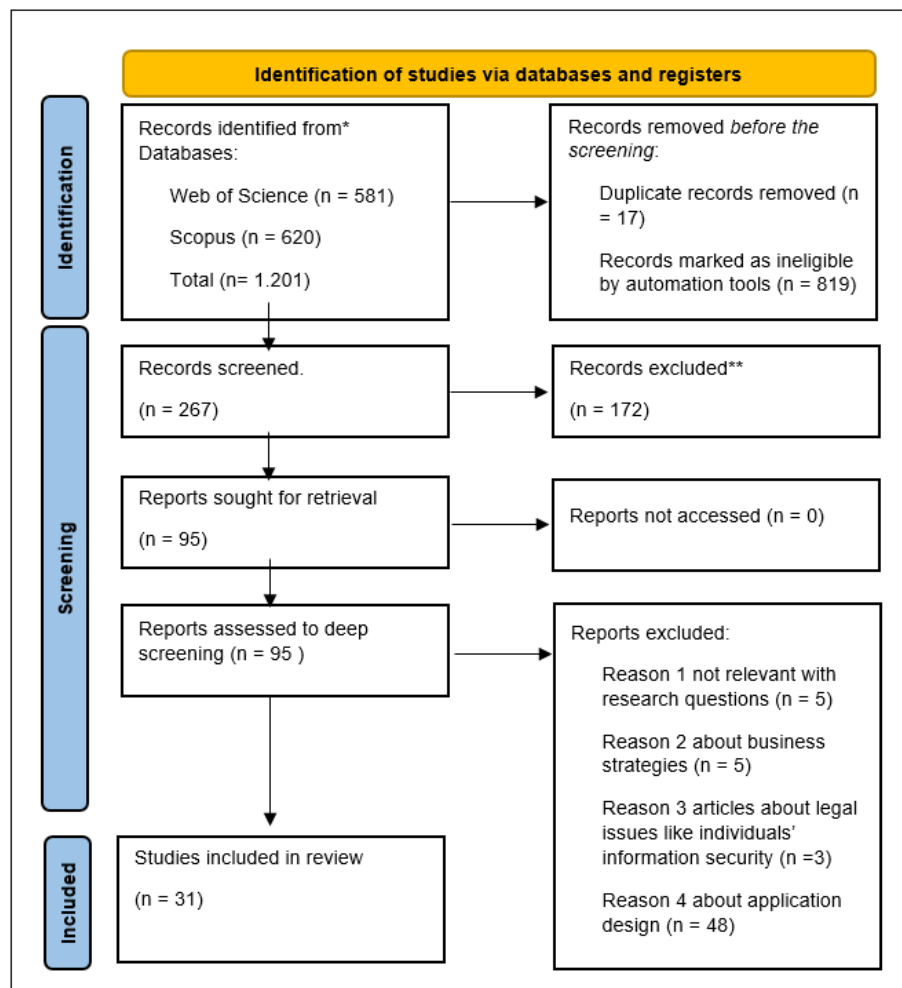 Identification of studies via databases and registers
Identification
Records identified from*
Databases:
Web of Science (n = 581)
Scopus (n = 620)
Total (n= 1.201)
Records removed before the
screening:
Duplicate records removed (n
= 17)
Records marked as ineligible
by automation tools (n = 819)
Screening
Records screened.
(n = 267)
Records excluded**
(n = 172)
Reports sought for retrieval
(n = 95)
Reports not accessed (n = 0)
Reports assessed to deep
screening (n = 95 )
Reports excluded:
Reason 1 not relevant with
research questions (n = 5)
Reason 2 about business
strategies (n = 5)
Reason 3 articles about legal
issues like individuals’
information security (n =3)
Reason 4 about application
design (n = 48)
Included
Studies included in review
(n = 31)